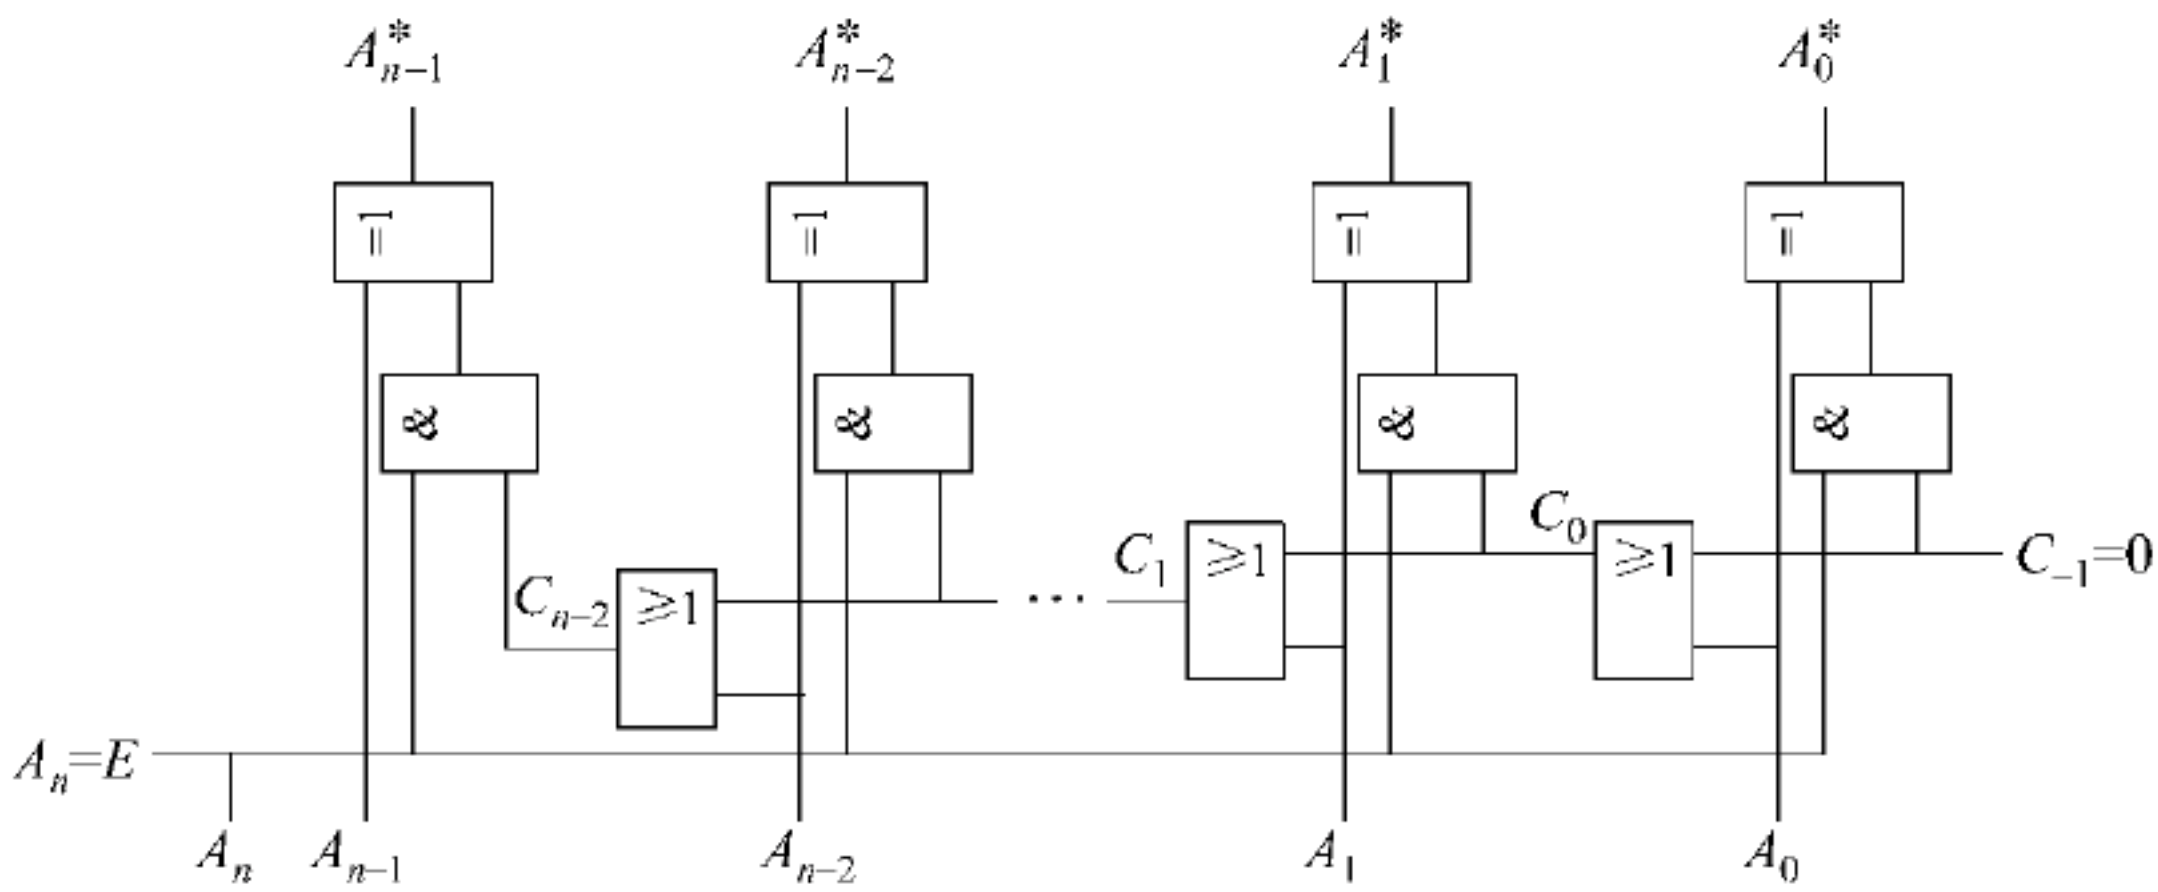 A*n−1 A*n−2 A*1 A*0
=1 =1 =1 =1
& & & &
C0
C1 ≥1 ≥1 C−1=0
Cn−2 ≥1 ···
An=E
An An−1 An−2 A1 A0